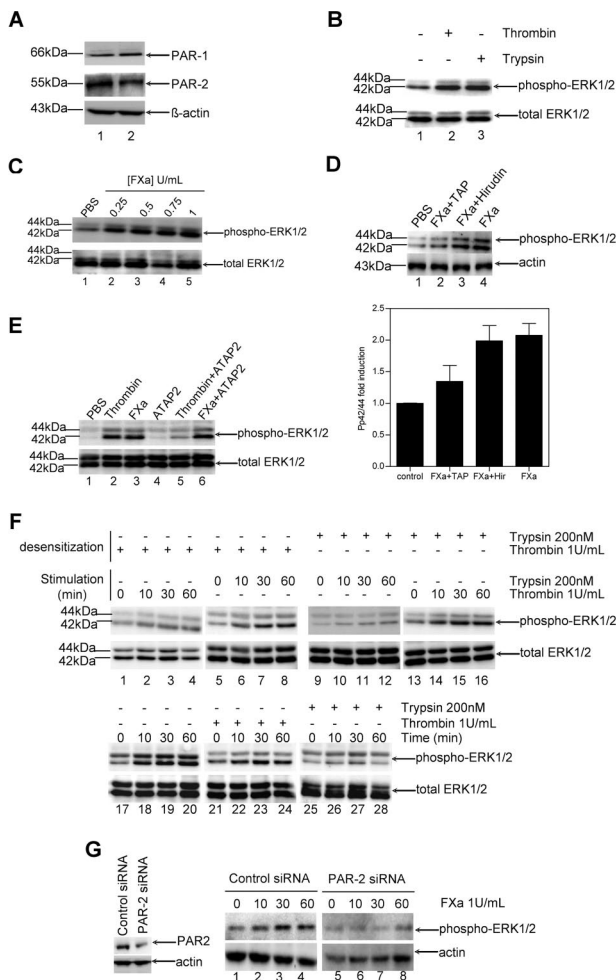 A
66kDa
PAR-1
55kDa
PAR-2
43kDa
ß-actin
1 2
B
Thrombin
- + -
Trypsin
- - +
44kDa
42kDa
phospho-ERK1/2
44kDa
42kDa
total ERK1/2
1 2 3
C
[FXa] U/mL
PBS 0.25 0.5 0.75 1
44kDa
42kDa
phospho-ERK1/2
44kDa
42kDa
total ERK1/2
1 2 3 4 5
D
PBS FXa+TAP FXa+Hirudin FXa
44kDa
42kDa
phospho-ERK1/2
43kDa
actin
1 2 3 4
2.5
2.0
1.5
1.0
0.5
0.0
Pp42/44 fold induction
control FXa+TAP FXa+Hir FXa
E
PBS Thrombin FXa ATAP2 Thrombin+ATAP2 FXa+ATAP2
44kDa
42kDa
phospho-ERK1/2
44kDa
42kDa
total ERK1/2
1 2 3 4 5 6
F
desensitization
- - - - - - - - + + + + + + + + Trypsin 200nM
+ + + + + + + + - - - - - - - - Thrombin 1U/mL
Stimulation
(min)
- - - - 0 10 30 60 0 10 30 60 - - - - Trypsin 200nM
0 10 30 60 - - - - - - - - 0 10 30 60 Thrombin 1U/mL
44kDa
42kDa
phospho-ERK1/2
44kDa
42kDa
total ERK1/2
1 2 3 4 5 6 7 8 9 10 11 12 13 14 15 16
- - - - - - - - + + + + Trypsin 200nM
- - - - + + + + - - - - Thrombin 1U/mL
0 10 30 60 0 10 30 60 0 10 30 60 Time (min)
phospho-ERK1/2
total ERK1/2
17 18 19 20 21 22 23 24 25 26 27 28
G
Control siRNA PAR-2 siRNA
PAR2
actin
Control siRNA PAR-2 siRNA
0 10 30 60 0 10 30 60 FXa 1U/mL
phospho-ERK1/2
actin
1 2 3 4 5 6 7 8